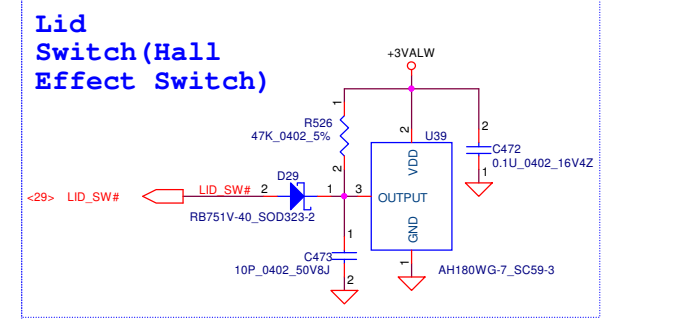 Lid
Switch(Hall
Effect Switch)
+3VALW
1
R526
47K_0402_5%
2
2
U39
VDD
2
C472
0.1U_0402_16V4Z
1
D29
<29> LID_SW#
LID_SW#
2
1
3
OUTPUT
RB751V-40_SOD323-2
GND
1
C473
10P_0402_50V8J
2
1
AH180WG-7_SC59-3